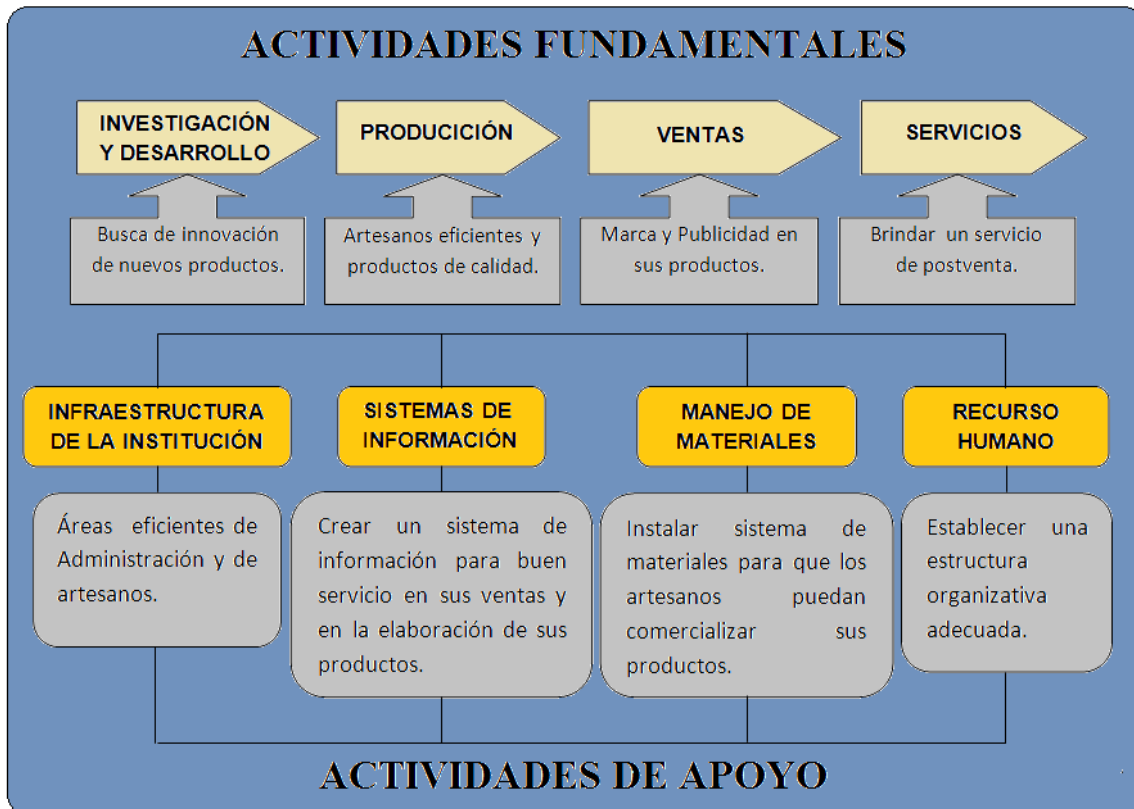 ACTIVIDADES FUNDAMENTALES
INVESTIGACIÓN
Y DESARROLLO
PRODUCICIÓN
VENTAS
SERVICIOS
Busca de innovación
de nuevos productos.
Artesanos eficientes y
productos de calidad.
Marca y Publicidad en
sus productos.
Brindar un servicio
de postventa.
INFRAESTRUCTURA
DE LA INSTITUCIÓN
SISTEMAS DE
INFORMACIÓN
MANEJO DE
MATERIALES
RECURSO
HUMANO
Áreas eficientes de
Administración y de
artesanos.
Crear un sistema de
información para buen
servicio en sus ventas y
en la elaboración de sus
productos.
Instalar sistema de
materiales para que los
artesanos puedan
comercializar sus
productos.
Establecer una
estructura
organizativa
adecuada.
ACTIVIDADES DE APOYO